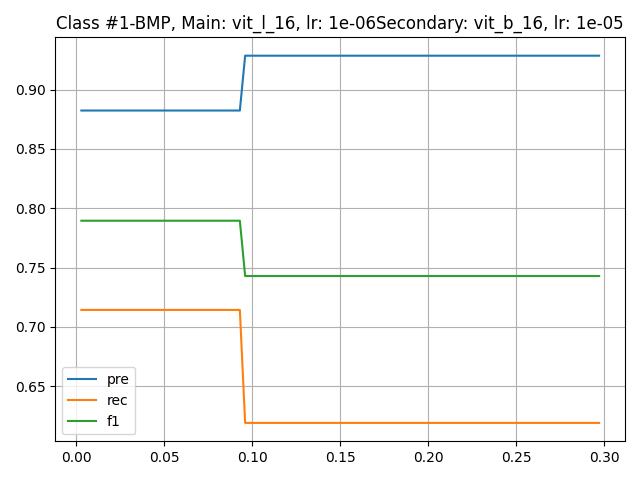 Class #1-BMP, Main: vit_l_16, lr: 1e-06Secondary: vit_b_16, lr: 1e-05
0.90
0.85
0.80
0.75
0.70
0.65
pre
rec
f1
0.00 0.05 0.10 0.15 0.20 0.25 0.30